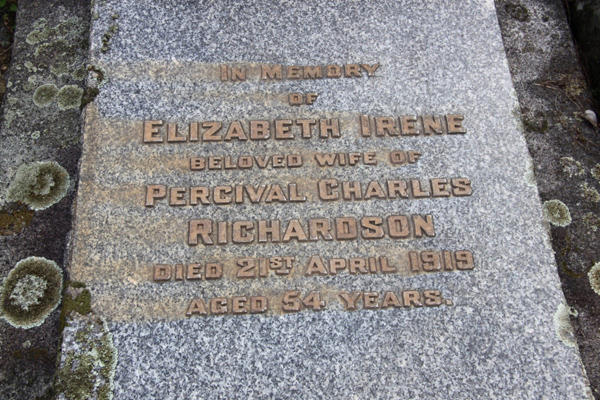 In Memory
of
Elizabeth Irene
beloved wife of
Percival Charles
Richardson
Died 21st April 1919
aged 54 years.